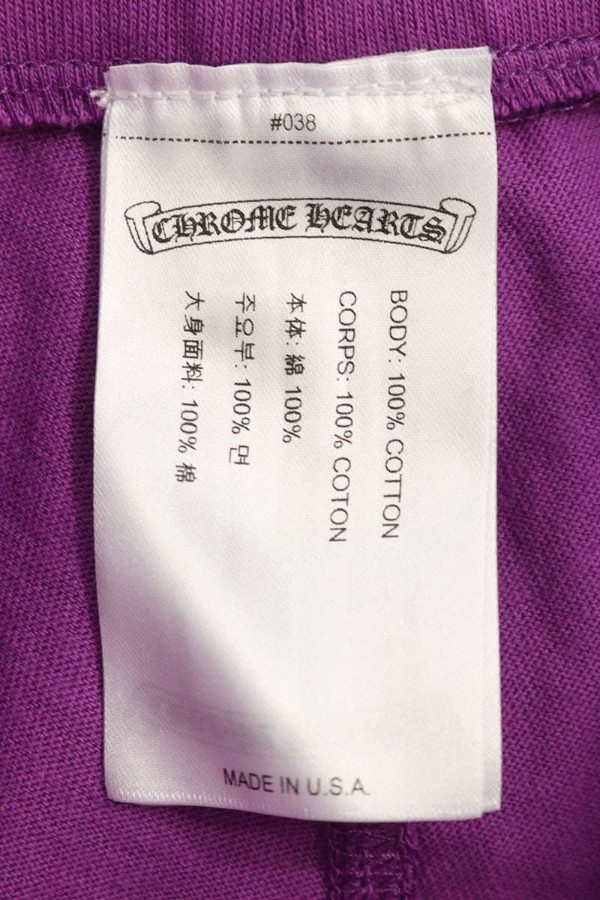 #038
CHROME HEARTS
BODY: 100% COTTON
CORPS: 100% COTON
本体: 綿 100%
주요부: 100% 면
大身面料: 100% 棉
MADE IN U.S.A.